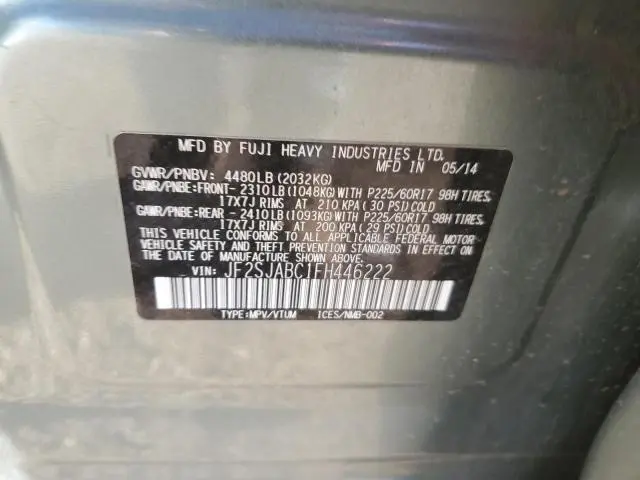 MFD BY FUJI HEAVY INDUSTRIES LTD.
MFD IN 05/14
GVWR/PNBV: 4480LB (2032KG)
GAWR/PNBE:FRONT- 2310LB (1048KG) WITH P225/60R17 98H TIRES,
17X7J RIMS AT 210 KPA ( 30 PSI) COLD
GAWR/PNBE:REAR - 2410LB (1093KG) WITH P225/60R17 98H TIRES,
17X7J RIMS AT 200 KPA ( 29 PSI) COLD
THIS VEHICLE CONFORMS TO ALL APPLICABLE FEDERAL MOTOR
VEHICLE SAFETY AND THEFT PREVENTION STANDARDS IN EFFECT ON
THE DATE OF MANUFACTURE SHOWN ABOVE.
VIN: JF2SJABC1FH446222
TYPE:MPV/VTUM ICES/NMB-002